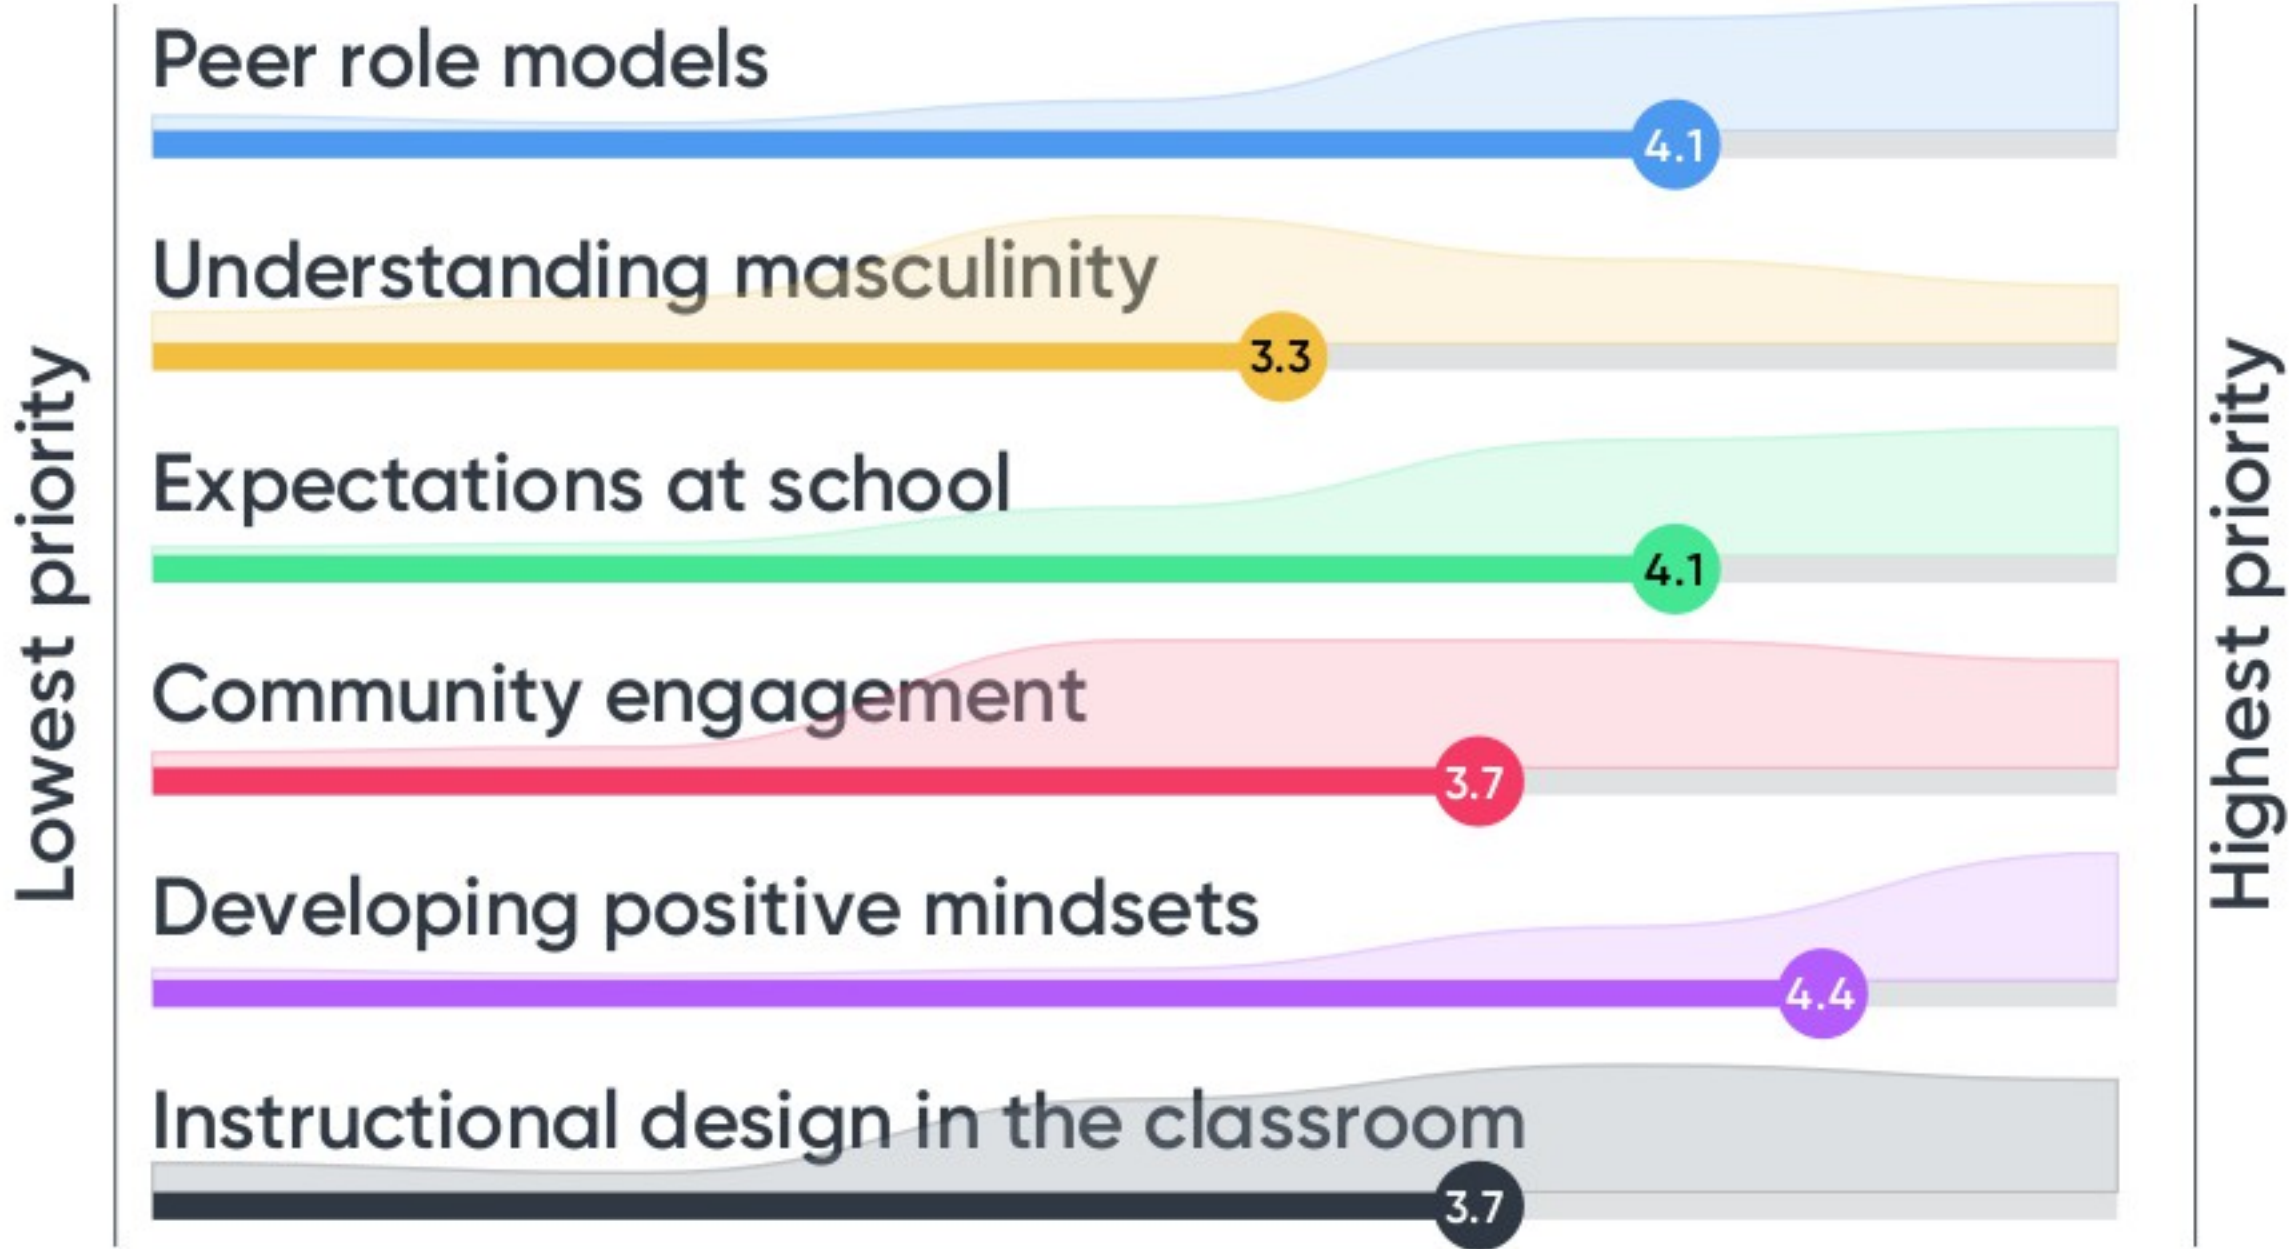 Peer role models
4.1
Understanding masculinity
3.3
Expectations at school
4.1
Community engagement
3.7
Developing positive mindsets
4.4
Instructional design in the classroom
3.7
Lowest priority
Highest priority